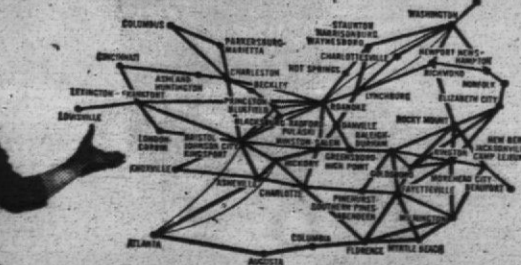 WASHINGTON
COLUMBUS
STAUNTON
HARRISONBURG
WAYNESBORO
PARKERSBURG-
MARIETTA
CHARLOTTESVILLE
NEWPORT NEWS-
HAMPTON
CINCINNATI
HOT SPRINGS
RICHMOND
ASHLAND-
HUNTINGTON
CHARLESTON
BECKLEY
NORFOLK
LEXINGTON-FRANKFORT
PRINCETON
BLUEFIELD
ROANOKE
LYNCHBURG
ELIZABETH CITY
LOUISVILLE
PULASKI
DANVILLE
ROCKY MOUNT
LONDON
CORBIN
BRISTOL
JOHNSON CITY
KINGSPORT
WINSTON-SALEM
GREENSBORO-
HIGH POINT
RALEIGH-
KINSTON
NEW BERN
JACKSONVILLE
CAMP LEJEUNE
KNOXVILLE
HICKORY
GOLDSBORO
MOREHEAD CITY
BEAUFORT
ASHEVILLE
CHARLOTTE
FAYETTEVILLE
PINEHURST-
SOUTHERN PINES-
ABERDEEN
WILMINGTON
ATLANTA
COLUMBIA
FLORENCE
MYRTLE BEACH
AUGUSTA